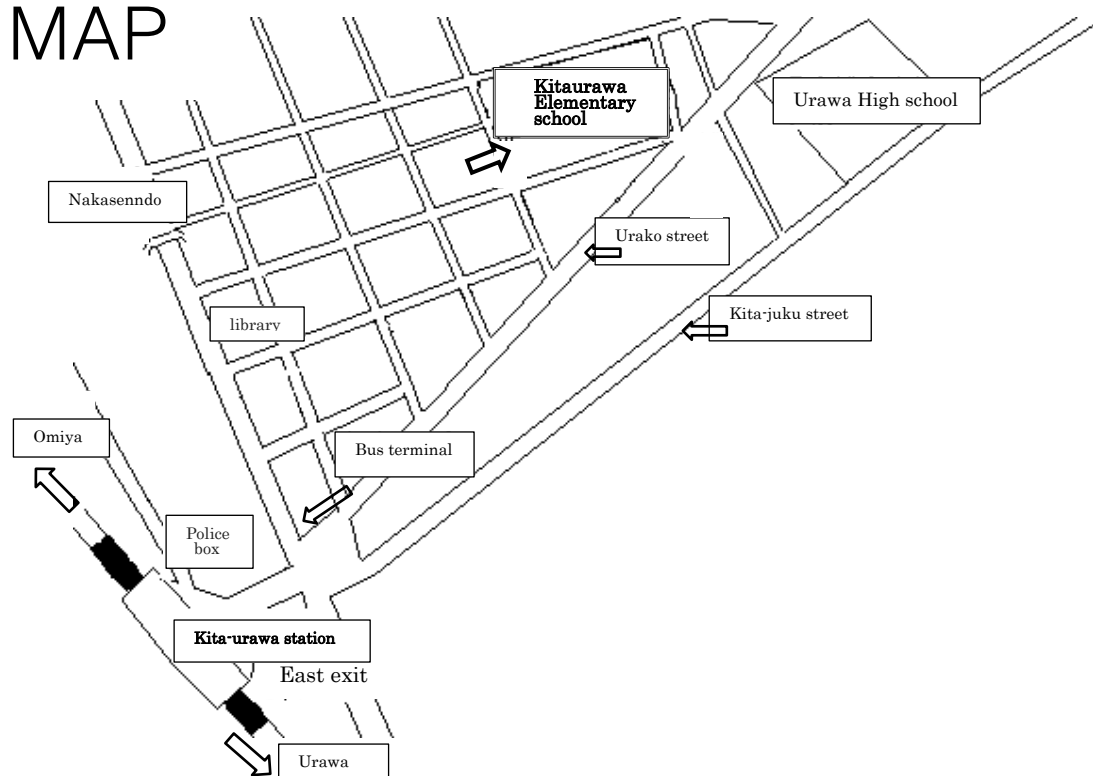 MAP
Kitaurawa
Elementary
school
Urawa High school
Nakasenndo
Urako street
Kita-juku street
library
Omiya
Bus terminal
Police
box
Kita-urawa station
East exit
Urawa